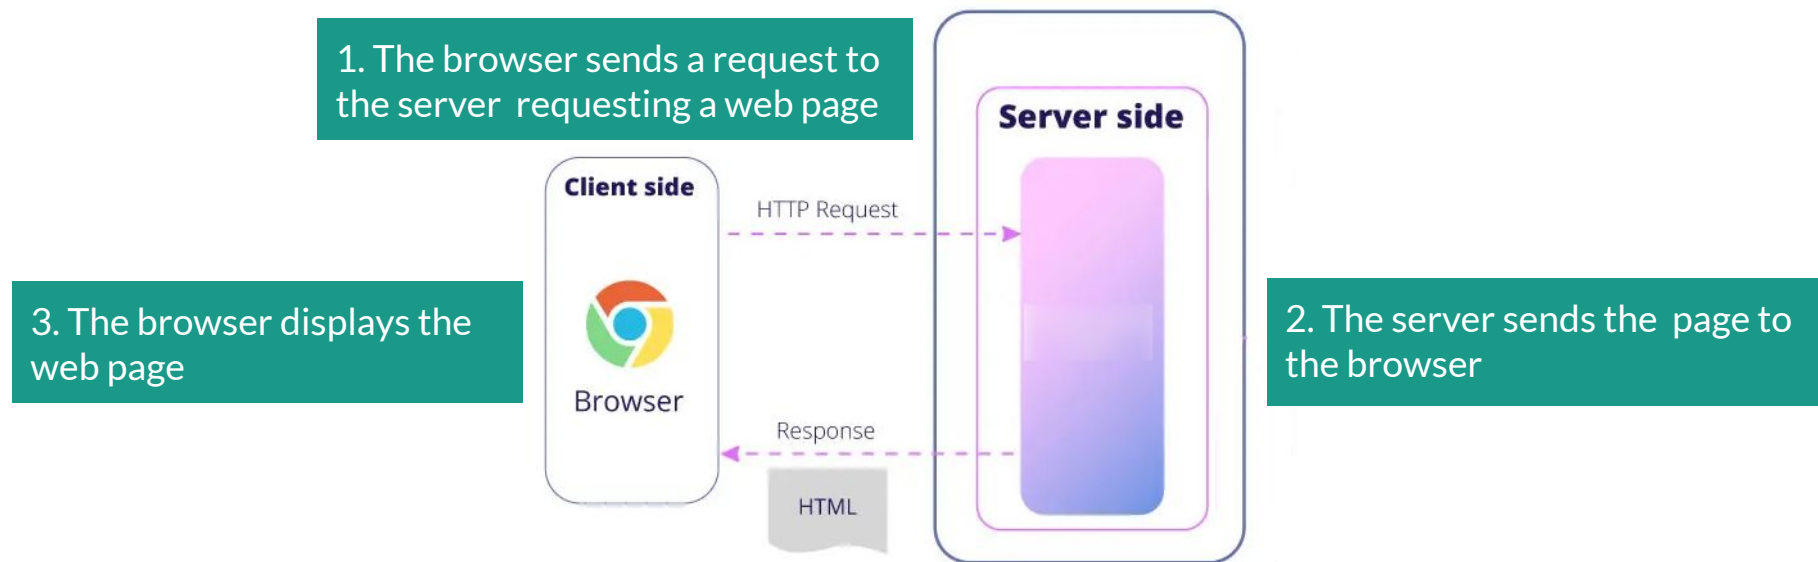 1. The browser sends a request to
the server requesting a web page
Server side
Client side
HTTP Request
3. The browser displays the
web page
Browser
2. The server sends the page to
the browser
Response
HTML